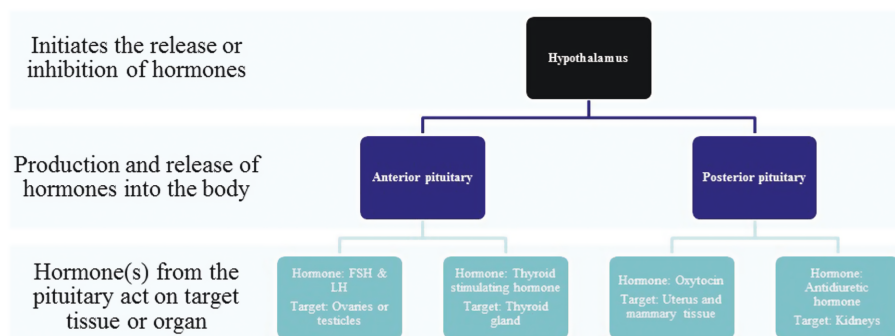 Initiates the release or
inhibition of hormones
Hypothalamus
Production and release of
hormones into the body
Anterior pituitary
Posterior pituitary
Hormone(s) from the
pituitary act on target
tissue or organ
Hormone: FSH &
LH
Target: Ovaries or
testicles
Hormone: Thyroid
stimulating hormone
Target: Thyroid
gland
Hormone: Oxytocin
Target: Uterus and
mammary tissue
Hormone:
Antidiuretic
hormone
Target: Kidneys